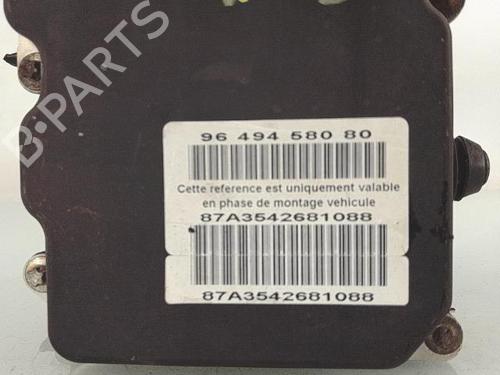 B-PARTS
96 494 580 80
Cette reference est uniquement valable
en phase de montage vehicule
87A3542681088
87A3542681088